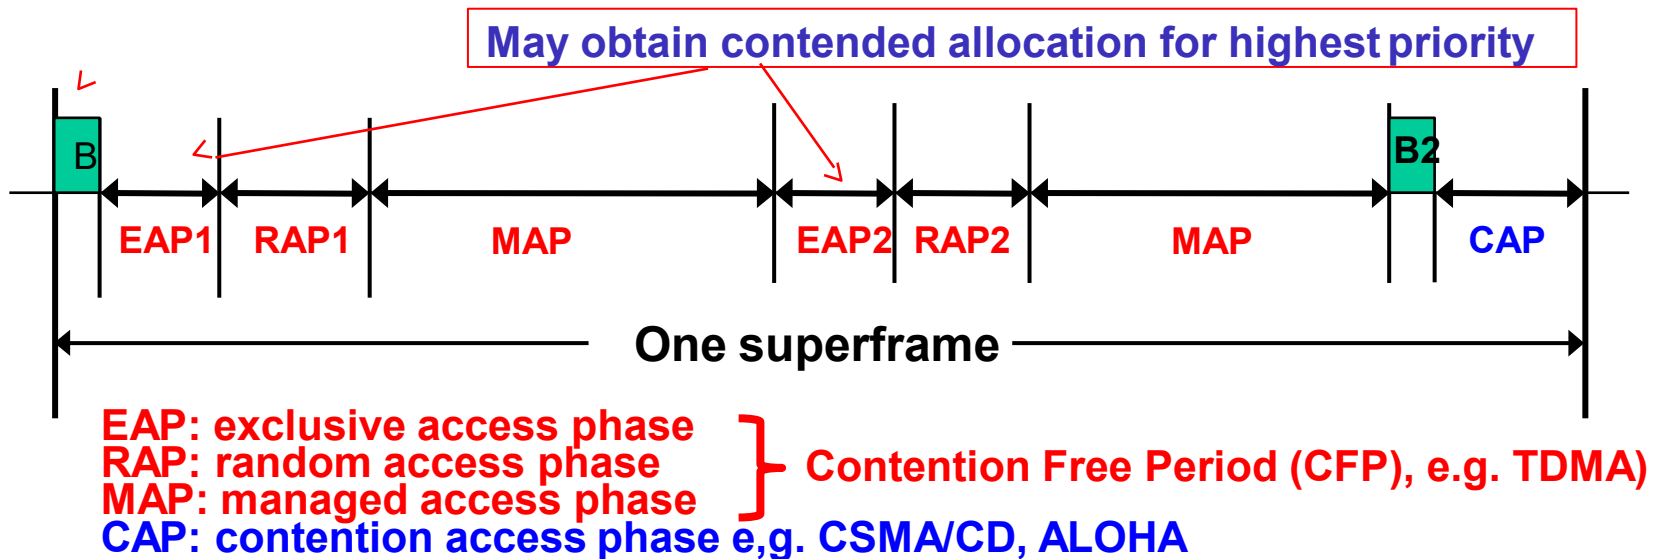 May obtain contended allocation for highest priority
B
B2
EAP1
RAP1
MAP
EAP2
RAP2
MAP
CAP
One superframe
EAP: exclusive access phase
RAP: random access phase
MAP: managed access phase
Contention Free Period (CFP), e.g. TDMA)
CAP: contention access phase e,g. CSMA/CD, ALOHA